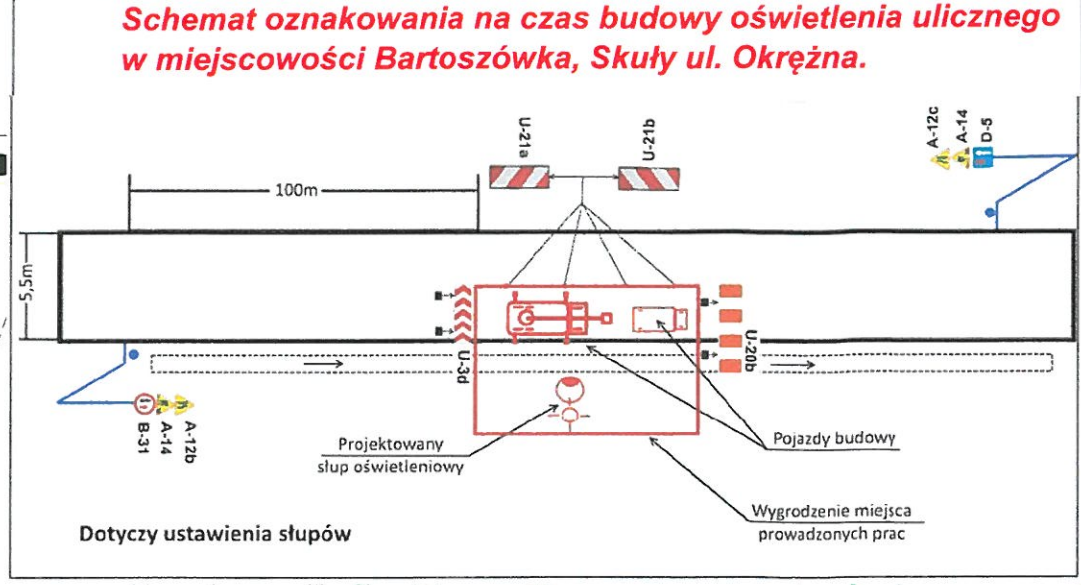 Schemat oznakowania na czas budowy oświetlenia ulicznego
w miejscowości Bartoszówka, Skuły ul. Okrężna.
U-21a
U-21b
A-12c
A-14
D-5
100m
5,5m
U-3d
U-20b
B-31
A-14
A-12b
Projektowany
słup oświetleniowy
Pojazdy budowy
Wygrodzenie miejsca
prowadzonych prac
Dotyczy ustawienia słupów